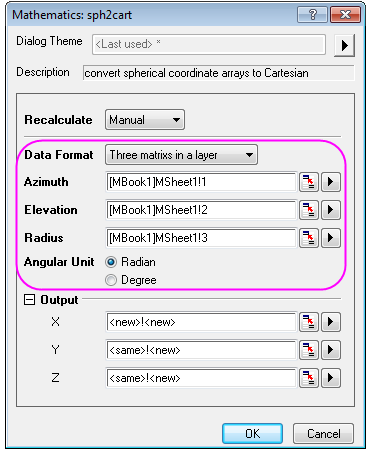 Mathematics: sph2cart
Dialog Theme <Last used> *
Description convert spherical coordinate arrays to Cartesian
Recalculate Manual
Data Format Three matrixs in a layer
Azimuth [MBook1]MSheet1!1
Elevation [MBook1]MSheet1!2
Radius [MBook1]MSheet1!3
Angular Unit Radian
Degree
Output
X <new>!<new>
Y <same>!<new>
Z <same>!<new>
OK Cancel